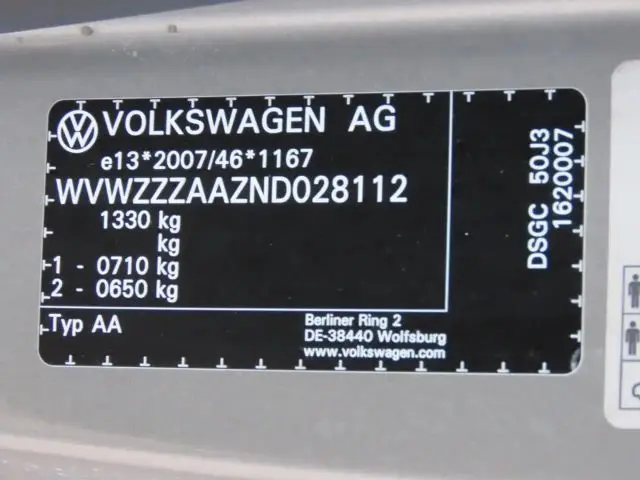 VOLKSWAGEN AG
e13*2007/46*1167
WVWZZZAAZND028112
1330 kg
kg
1 - 0710 kg
2 - 0650 kg
Typ AA
Berliner Ring 2
DE-38440 Wolfsburg
www.volkswagen.com
DSGC 50J3
1620007